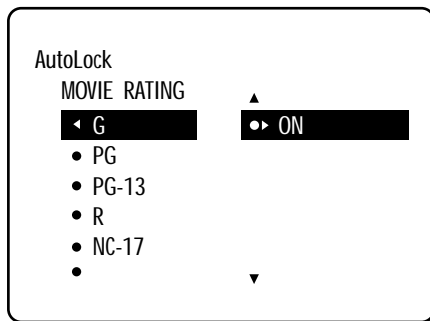 AutoLock
MOVIE RATING
G
ON
PG
PG-13
R
NC-17